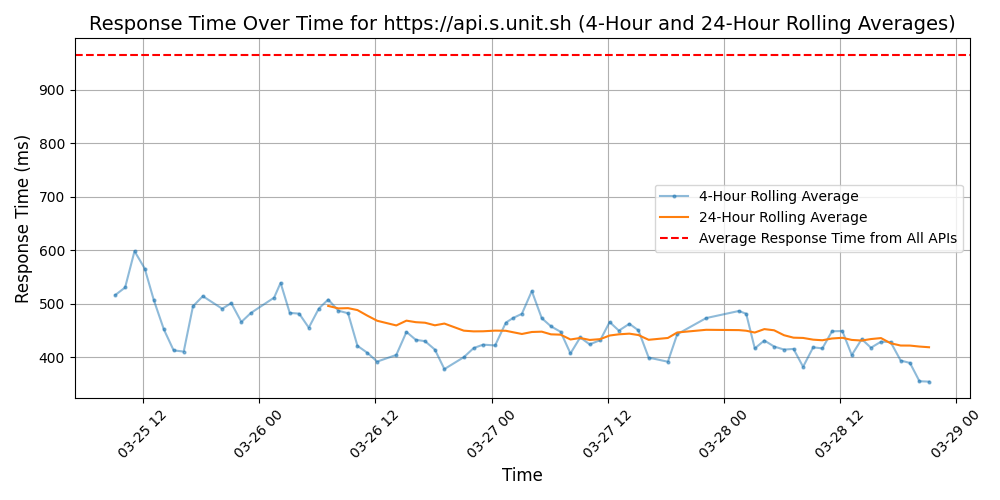 Response Time Over Time for https://api.s.unit.sh (4-Hour and 24-Hour Rolling Averages)
Response Time (ms)
900
800
700
600
500
400
4-Hour Rolling Average
24-Hour Rolling Average
Average Response Time from All APIs
03-25 12
03-26 00
03-26 12
03-27 00
03-27 12
03-28 00
03-28 12
03-29 00
Time